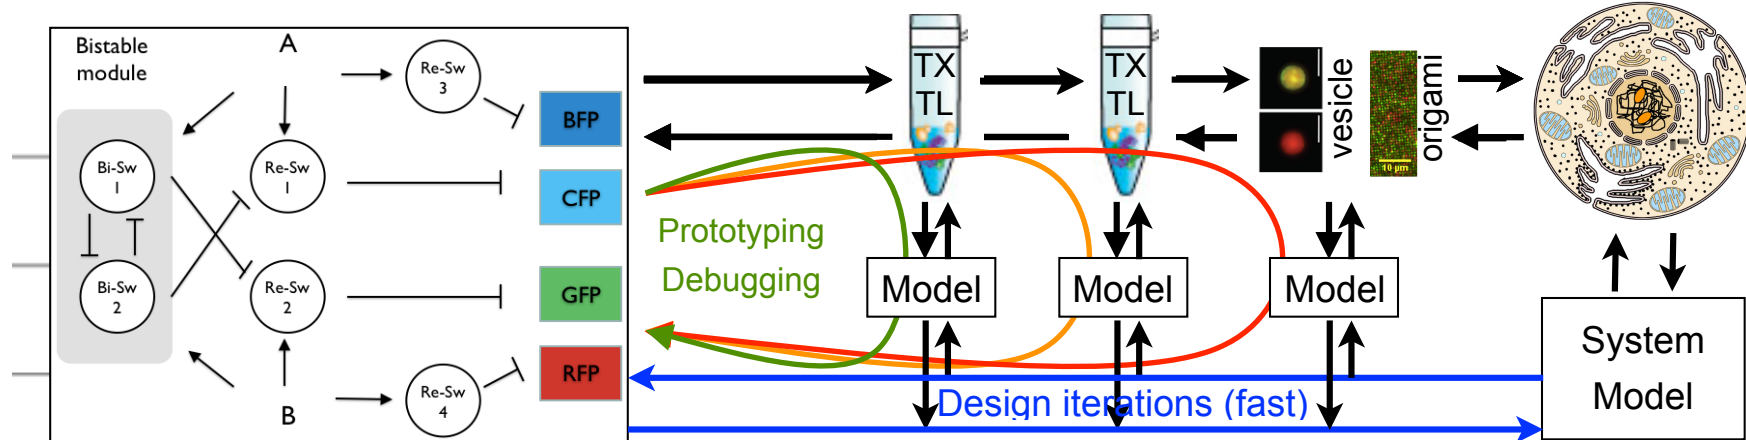 Bistable
module
A
Re-Sw
3
BFP
Bi-Sw
1
Re-Sw
1
CFP
Bi-Sw
2
Re-Sw
2
GFP
RFP
B
Re-Sw
4
TX
TL
TX
TL
vesicle
origami
10 µm
Prototyping
Debugging
Model
Model
Model
System
Model
Design iterations (fast)